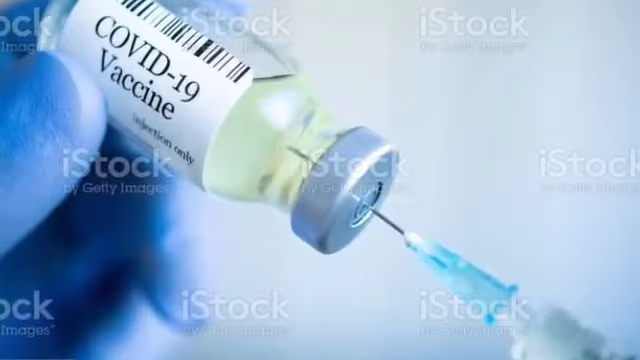 COVID-19
Vaccine
injection only
iStock
by Getty Images
iStock
by Getty Images
iStock
by Getty Images
iStock
by Getty Images
iStock
by Getty Images
iStock
by Getty Images